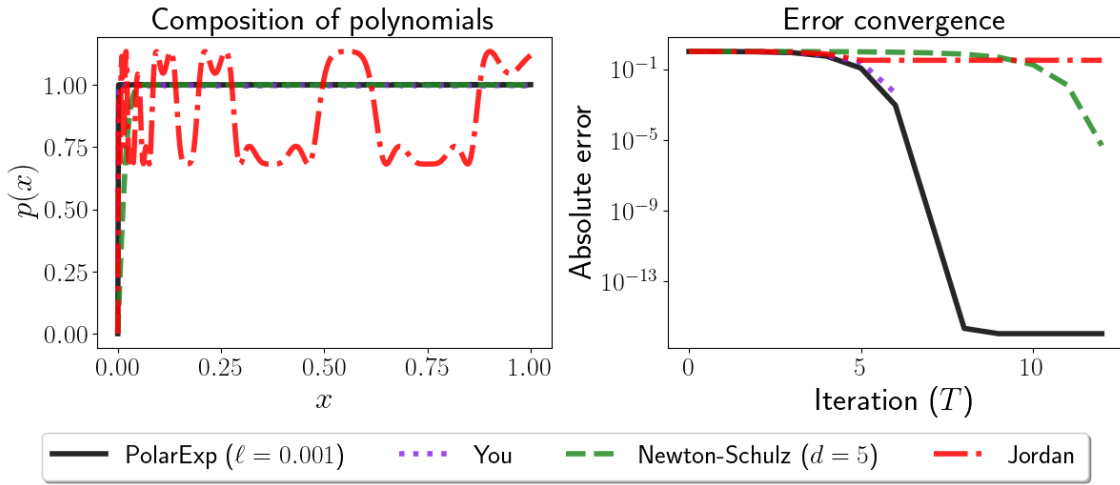 Composition of polynomials
1.00
0.75
0.50
0.25
0.00
p(x)
0.00 0.25 0.50 0.75 1.00
x
Error convergence
10⁻¹
10⁻⁵
10⁻⁹
10⁻¹³
Absolute error
0 5 10
Iteration (T)
PolarExp (ℓ = 0.001) You Newton-Schulz (d = 5) Jordan